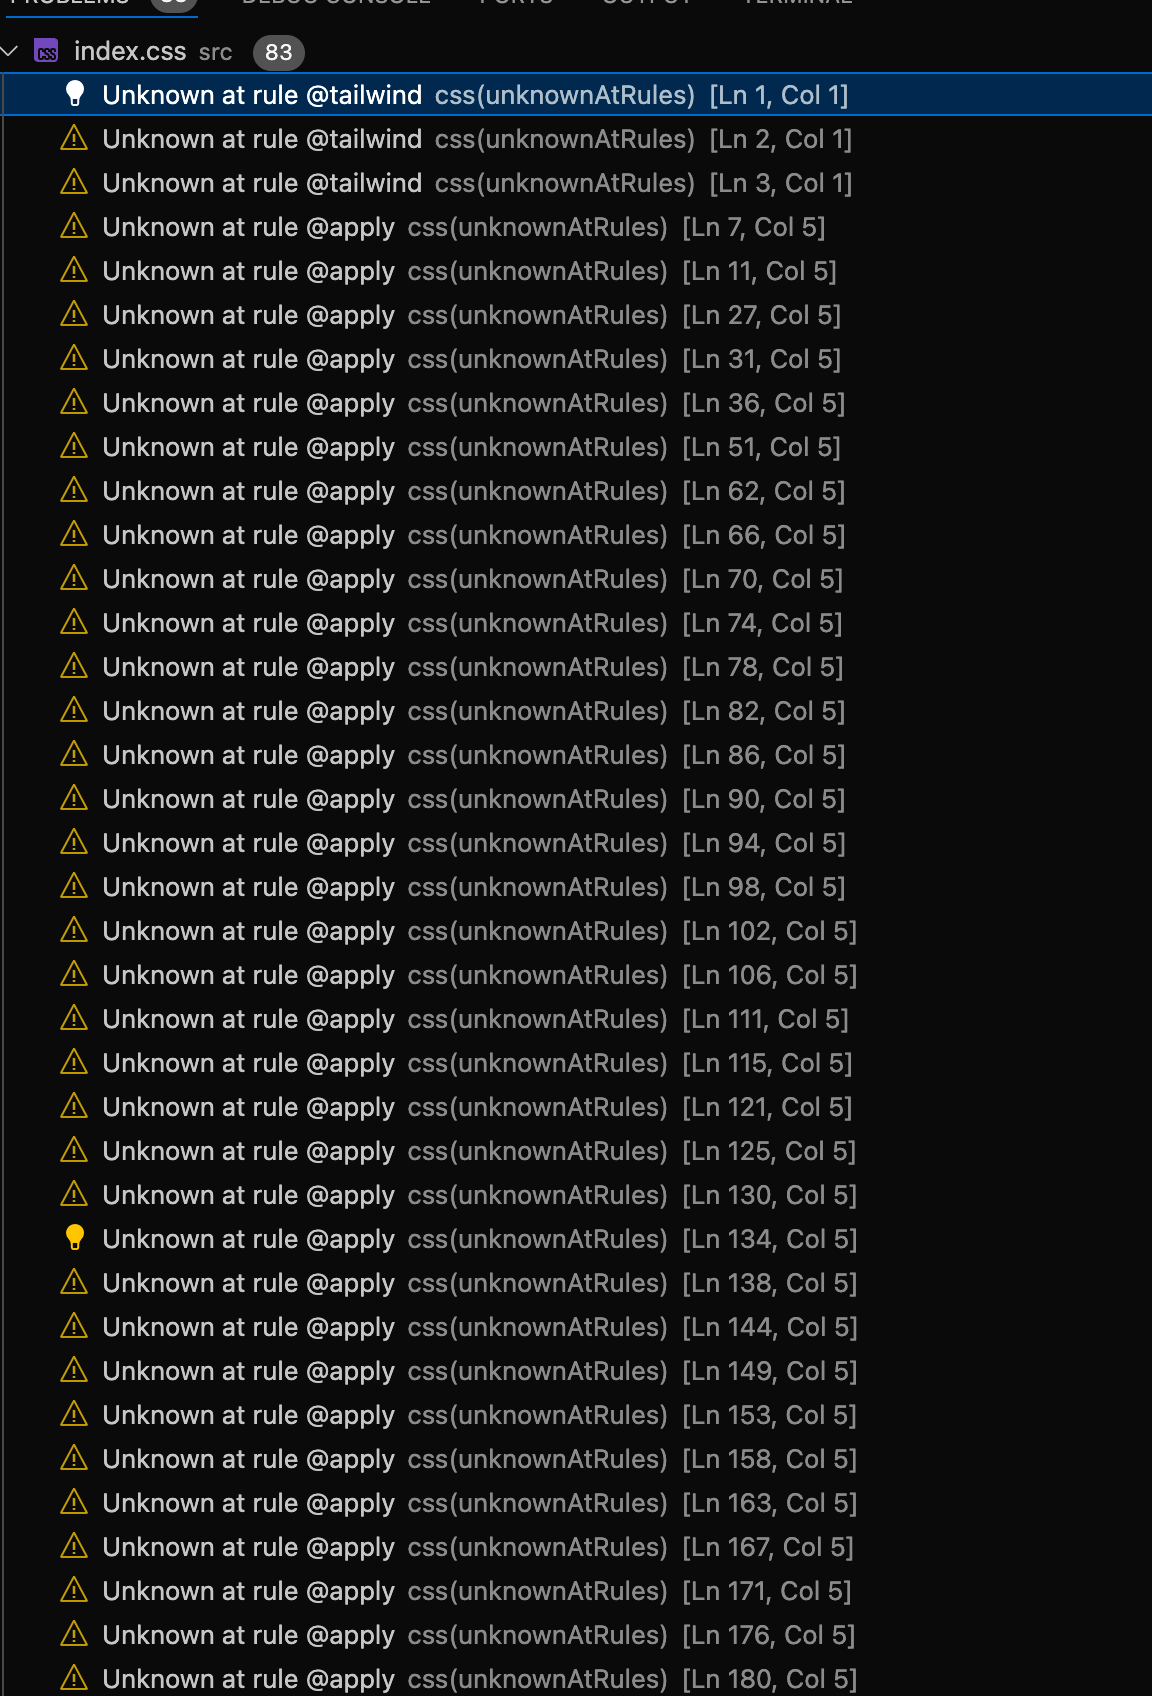 PROBLEMS 83 DEBUG CONSOLE PORTS OUTPUT TERMINAL
index.css src 83
Unknown at rule @tailwind css(unknownAtRules) [Ln 1, Col 1]
Unknown at rule @tailwind css(unknownAtRules) [Ln 2, Col 1]
Unknown at rule @tailwind css(unknownAtRules) [Ln 3, Col 1]
Unknown at rule @apply css(unknownAtRules) [Ln 7, Col 5]
Unknown at rule @apply css(unknownAtRules) [Ln 11, Col 5]
Unknown at rule @apply css(unknownAtRules) [Ln 27, Col 5]
Unknown at rule @apply css(unknownAtRules) [Ln 31, Col 5]
Unknown at rule @apply css(unknownAtRules) [Ln 36, Col 5]
Unknown at rule @apply css(unknownAtRules) [Ln 51, Col 5]
Unknown at rule @apply css(unknownAtRules) [Ln 62, Col 5]
Unknown at rule @apply css(unknownAtRules) [Ln 66, Col 5]
Unknown at rule @apply css(unknownAtRules) [Ln 70, Col 5]
Unknown at rule @apply css(unknownAtRules) [Ln 74, Col 5]
Unknown at rule @apply css(unknownAtRules) [Ln 78, Col 5]
Unknown at rule @apply css(unknownAtRules) [Ln 82, Col 5]
Unknown at rule @apply css(unknownAtRules) [Ln 86, Col 5]
Unknown at rule @apply css(unknownAtRules) [Ln 90, Col 5]
Unknown at rule @apply css(unknownAtRules) [Ln 94, Col 5]
Unknown at rule @apply css(unknownAtRules) [Ln 98, Col 5]
Unknown at rule @apply css(unknownAtRules) [Ln 102, Col 5]
Unknown at rule @apply css(unknownAtRules) [Ln 106, Col 5]
Unknown at rule @apply css(unknownAtRules) [Ln 111, Col 5]
Unknown at rule @apply css(unknownAtRules) [Ln 115, Col 5]
Unknown at rule @apply css(unknownAtRules) [Ln 121, Col 5]
Unknown at rule @apply css(unknownAtRules) [Ln 125, Col 5]
Unknown at rule @apply css(unknownAtRules) [Ln 130, Col 5]
Unknown at rule @apply css(unknownAtRules) [Ln 134, Col 5]
Unknown at rule @apply css(unknownAtRules) [Ln 138, Col 5]
Unknown at rule @apply css(unknownAtRules) [Ln 144, Col 5]
Unknown at rule @apply css(unknownAtRules) [Ln 149, Col 5]
Unknown at rule @apply css(unknownAtRules) [Ln 153, Col 5]
Unknown at rule @apply css(unknownAtRules) [Ln 158, Col 5]
Unknown at rule @apply css(unknownAtRules) [Ln 163, Col 5]
Unknown at rule @apply css(unknownAtRules) [Ln 167, Col 5]
Unknown at rule @apply css(unknownAtRules) [Ln 171, Col 5]
Unknown at rule @apply css(unknownAtRules) [Ln 176, Col 5]
Unknown at rule @apply css(unknownAtRules) [Ln 180, Col 5]